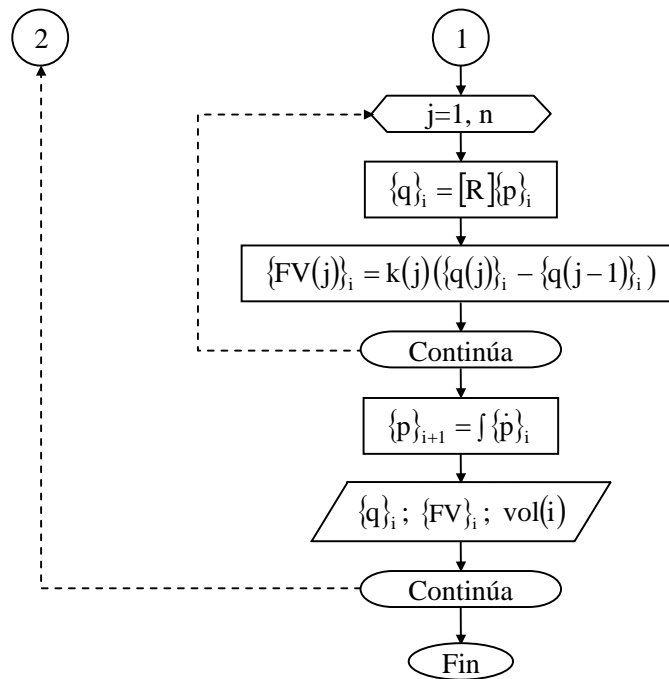 2 1
j=1, n
{q}ᵢ = [R]{p}ᵢ
{FV(j)}ᵢ = k(j)({q(j)}ᵢ − {q(j−1)}ᵢ)
Continúa
{p}ᵢ₊₁ = ∫{ṗ}ᵢ
{q}ᵢ ; {FV}ᵢ ; vol(i)
Continúa
Fin